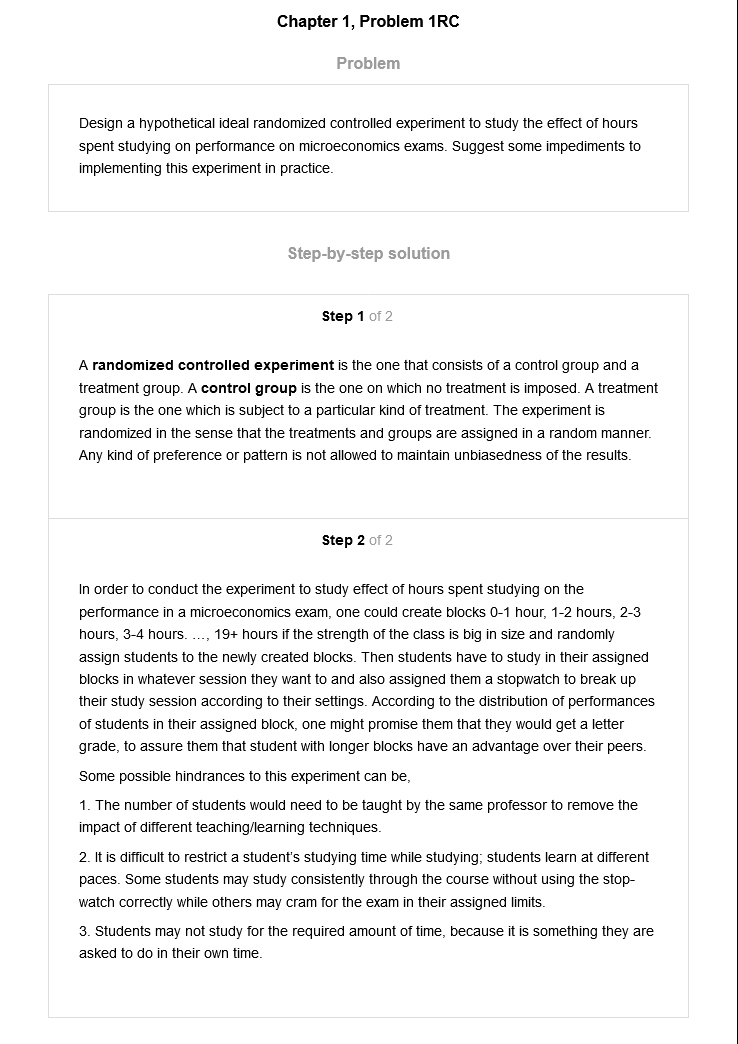 Chapter 1, Problem 1RC
Problem
Design a hypothetical ideal randomized controlled experiment to study the effect of hours
spent studying on performance on microeconomics exams. Suggest some impediments to
implementing this experiment in practice.
Step-by-step solution
Step 1 of 2
A randomized controlled experiment is the one that consists of a control group and a
treatment group. A control group is the one on which no treatment is imposed. A treatment
group is the one which is subject to a particular kind of treatment. The experiment is
randomized in the sense that the treatments and groups are assigned in a random manner.
Any kind of preference or pattern is not allowed to maintain unbiasedness of the results.
Step 2 of 2
In order to conduct the experiment to study effect of hours spent studying on the
performance in a microeconomics exam, one could create blocks 0-1 hour, 1-2 hours, 2-3
hours, 3-4 hours. …, 19+ hours if the strength of the class is big in size and randomly
assign students to the newly created blocks. Then students have to study in their assigned
blocks in whatever session they want to and also assigned them a stopwatch to break up
their study session according to their settings. According to the distribution of performances
of students in their assigned block, one might promise them that they would get a letter
grade, to assure them that student with longer blocks have an advantage over their peers.
Some possible hindrances to this experiment can be,
1. The number of students would need to be taught by the same professor to remove the
impact of different teaching/learning techniques.
2. It is difficult to restrict a student's studying time while studying; students learn at different
paces. Some students may study consistently through the course without using the stop-
watch correctly while others may cram for the exam in their assigned limits.
3. Students may not study for the required amount of time, because it is something they are
asked to do in their own time.